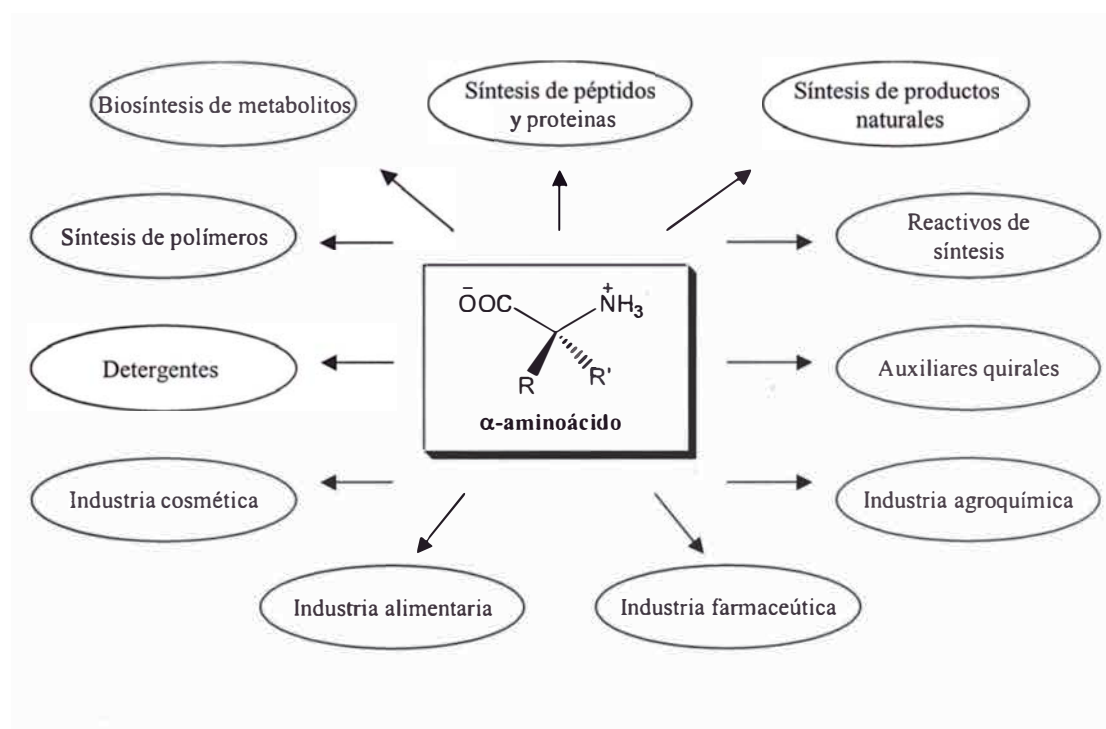 Biosíntesis de metabolitos
Síntesis de péptidos
y proteinas
Síntesis de productos
naturales
Síntesis de polímeros
Reactivos de
síntesis
ŌOC
N⁺H₃
R
R'
α-aminoácido
Detergentes
Auxiliares quirales
Industria cosmética
Industria agroquímica
Industria alimentaria
Industria farmaceútica